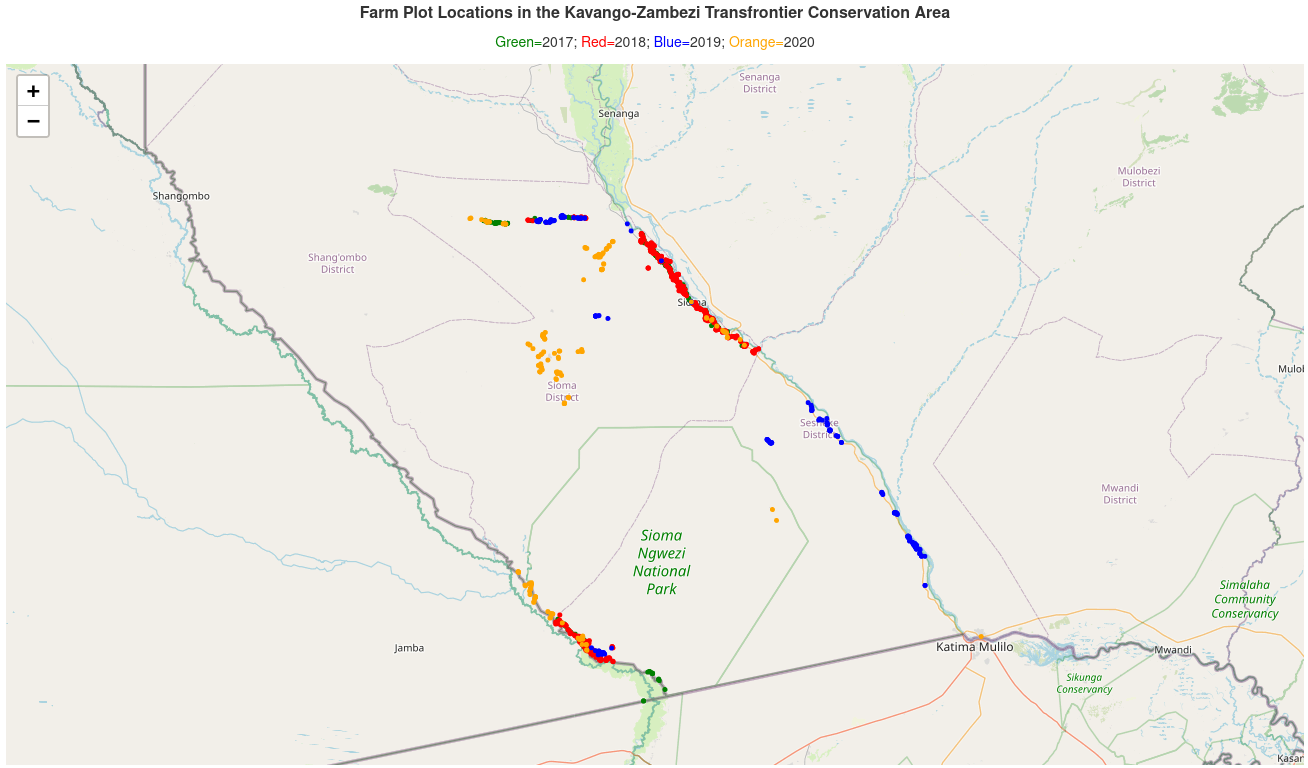 Farm Plot Locations in the Kavango-Zambezi Transfrontier Conservation Area
Green=2017; Red=2018; Blue=2019; Orange=2020
+
−
Senanga
District
Senanga
Mulobezi
District
Shangombo
Shang'ombo
District
Sioma
Sioma
District
Sesheke
District
Mwandi
District
Sioma
Ngwezi
National
Park
Simalaha
Community
Conservancy
Jamba
Katima Mulilo
Mwandi
Sikunga
Conservancy